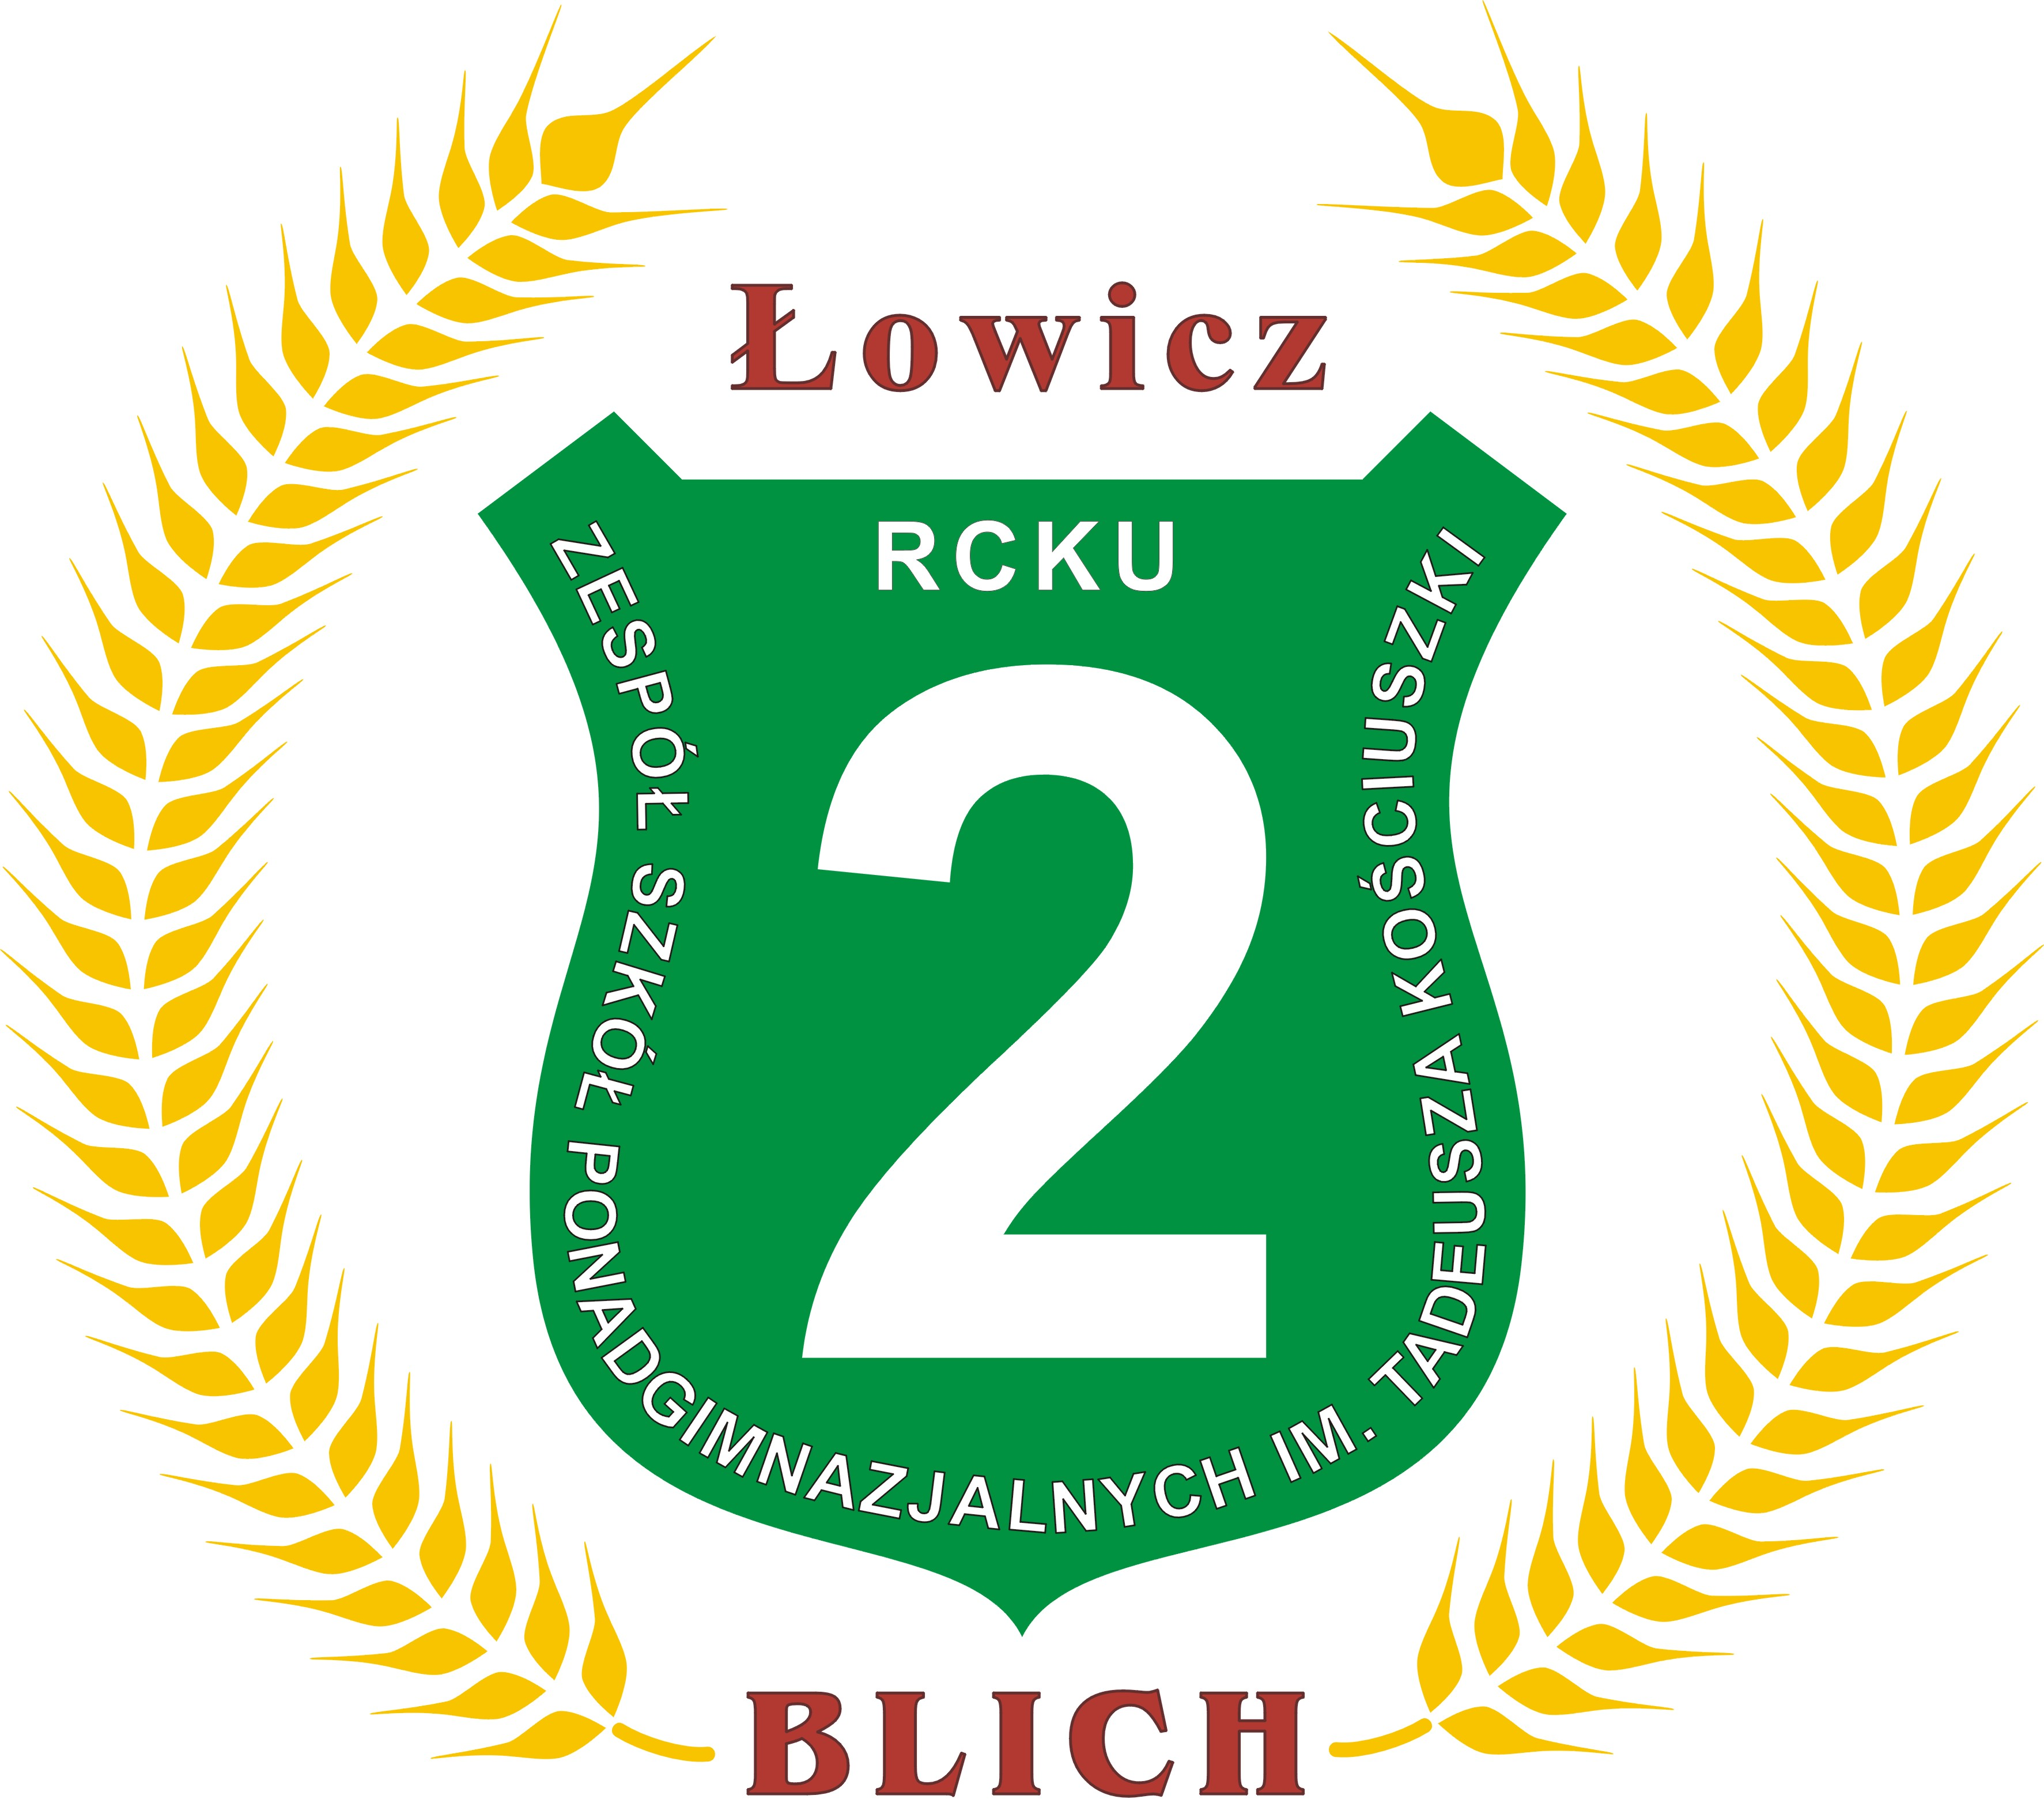 Łowicz
RCKU
ZESPÓŁ SZKÓŁ PONADGIMNAZJALNYCH IM. TADEUSZA KOŚCIUSZKI
2
BLICH